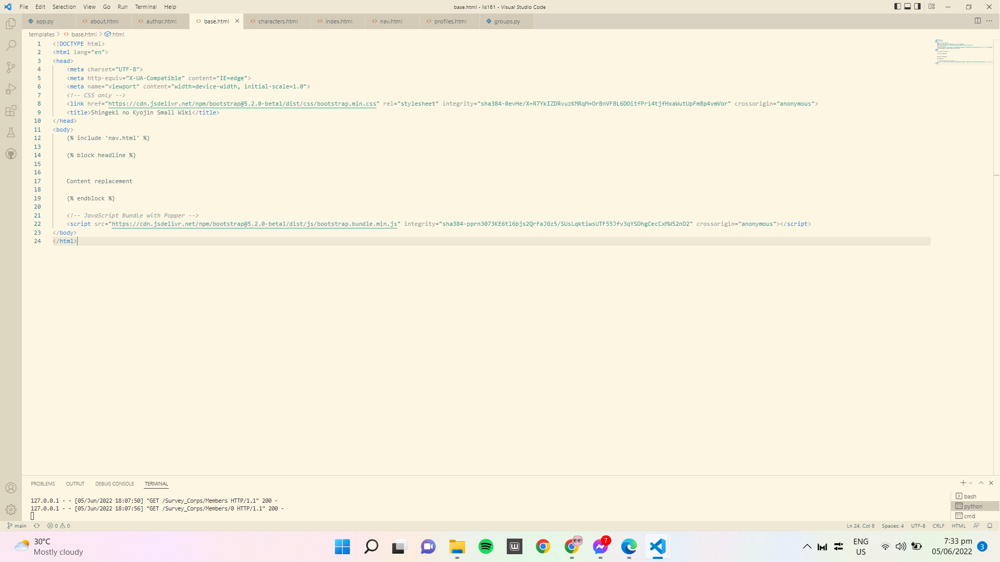 File Edit Selection View Go Run Terminal Help base.html - lis161 - Visual Studio Code
app.py about.html author.html base.html characters.html index.html nav.html profiles.html groups.py
templates > base.html > html
1 <!DOCTYPE html>
2 <html lang="en">
3 <head>
4 <meta charset="UTF-8">
5 <meta http-equiv="X-UA-Compatible" content="IE=edge">
6 <meta name="viewport" content="width=device-width, initial-scale=1.0">
7 <!-- CSS only -->
8 <link href="https://cdn.jsdelivr.net/npm/bootstrap@5.2.0-beta1/dist/css/bootstrap.min.css" rel="stylesheet" integrity="sha384-0evHe/X+R7YkIZDRvuzKMRqM+OrBnVFBL6DOitfPri4tjfHxaWutUpFmBp4vmVor" crossorigin="anonymous">
9 <title>Shingeki no Kyojin Small Wiki</title>
10 </head>
11 <body>
12 {% include 'nav.html' %}
13
14 {% block headline %}
15
16
17 Content replacement
18
19 {% endblock %}
20
21 <!-- JavaScript Bundle with Popper -->
22 <script src="https://cdn.jsdelivr.net/npm/bootstrap@5.2.0-beta1/dist/js/bootstrap.bundle.min.js" integrity="sha384-pprn3073KE6tl6bjs2QrFaJGz5/SUsLqktiwsUTF55Jfv3qYSDhgCecCxMW52nD2" crossorigin="anonymous"></script>
23 </body>
24 </html>
PROBLEMS OUTPUT DEBUG CONSOLE TERMINAL
127.0.0.1 - - [05/Jun/2022 18:07:50] "GET /Survey_Corps/Members HTTP/1.1" 200 -
127.0.0.1 - - [05/Jun/2022 18:07:56] "GET /Survey_Corps/Members/0 HTTP/1.1" 200 -
bash
python
cmd
main 0 0 Ln 24, Col 8 Spaces: 4 UTF-8 CRLF HTML
30°C
Mostly cloudy
7
ENG
US
7:33 pm
05/06/2022
3